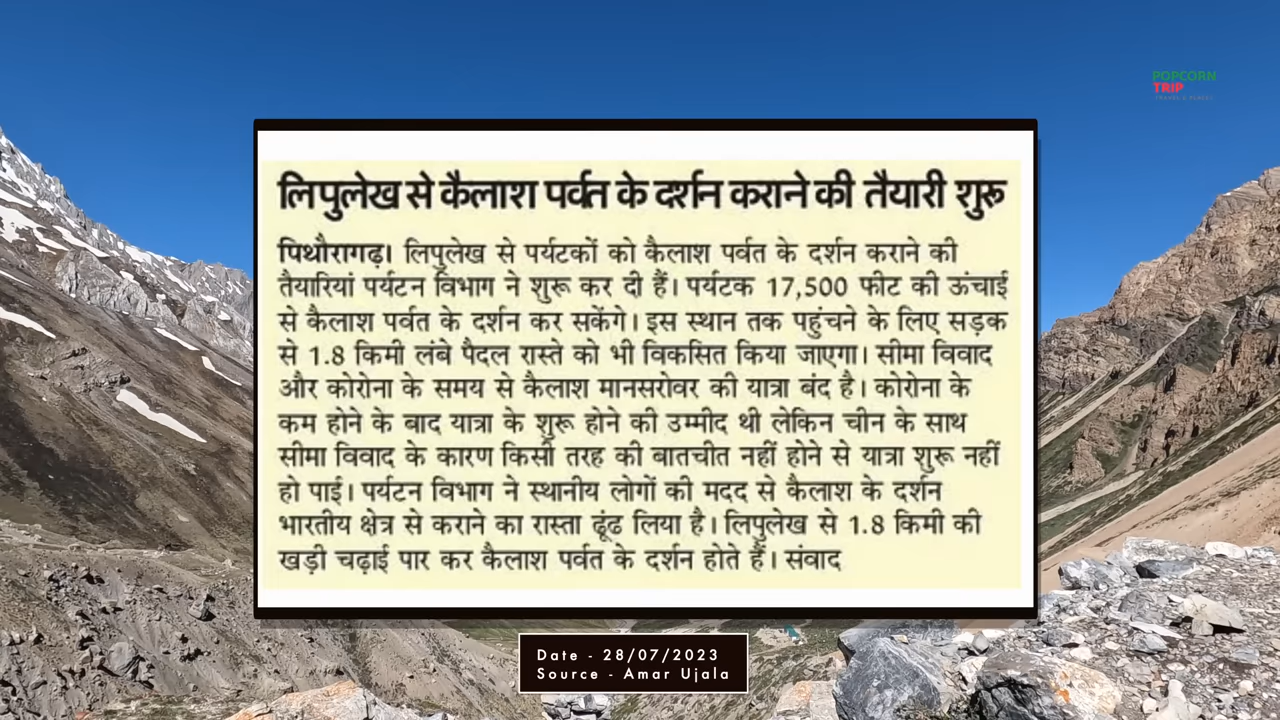 POPCORN
TRIP
लिपुलेख से कैलाश पर्वत के दर्शन कराने की तैयारी शुरू
पिथौरागढ़। लिपुलेख से पर्यटकों को कैलाश पर्वत के दर्शन कराने की
तैयारियां पर्यटन विभाग ने शुरू कर दी हैं। पर्यटक 17,500 फीट की ऊंचाई
से कैलाश पर्वत के दर्शन कर सकेंगे। इस स्थान तक पहुंचने के लिए सड़क
से 1.8 किमी लंबे पैदल रास्ते को भी विकसित किया जाएगा। सीमा विवाद
और कोरोना के समय से कैलाश मानसरोवर की यात्रा बंद है। कोरोना के
कम होने के बाद यात्रा के शुरू होने की उम्मीद थी लेकिन चीन के साथ
सीमा विवाद के कारण किसी तरह की बातचीत नहीं होने से यात्रा शुरू नहीं
हो पाई। पर्यटन विभाग ने स्थानीय लोगों की मदद से कैलाश के दर्शन
भारतीय क्षेत्र से कराने का रास्ता ढूंढ लिया है। लिपुलेख से 1.8 किमी की
खड़ी चढ़ाई पार कर कैलाश पर्वत के दर्शन होते हैं। संवाद
Date - 28/07/2023
Source - Amar Ujala